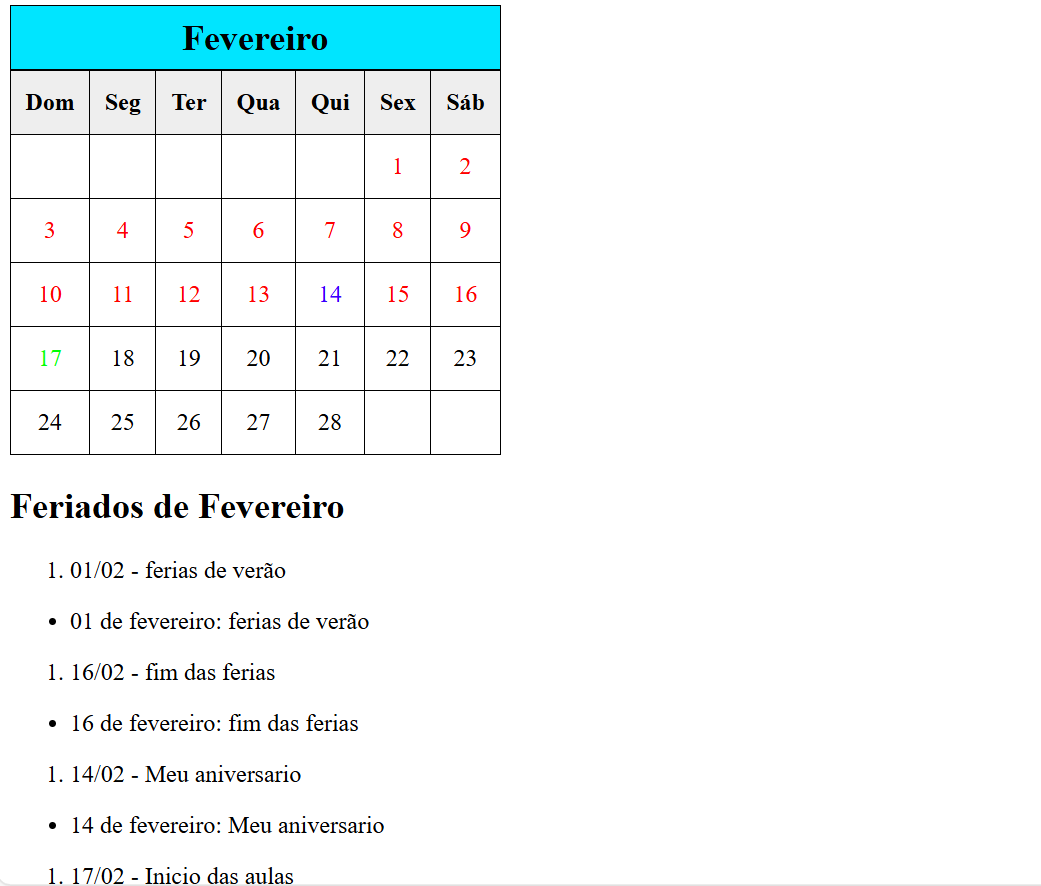 Fevereiro
Dom Seg Ter Qua Qui Sex Sáb
1 2
3 4 5 6 7 8 9
10 11 12 13 14 15 16
17 18 19 20 21 22 23
24 25 26 27 28
Feriados de Fevereiro
1. 01/02 - ferias de verão
• 01 de fevereiro: ferias de verão
1. 16/02 - fim das ferias
• 16 de fevereiro: fim das ferias
1. 14/02 - Meu aniversario
• 14 de fevereiro: Meu aniversario
1. 17/02 - Inicio das aulas